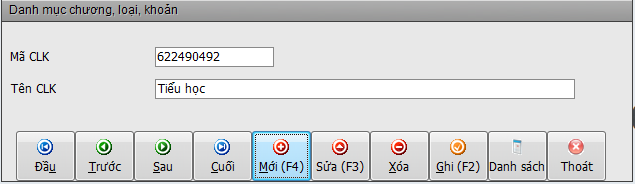 Danh mục chương, loại, khoản
Mã CLK 622490492
Tên CLK Tiểu học
Đầu Trước Sau Cuối Mới (F4) Sửa (F3) Xóa Ghi (F2) Danh sách Thoát